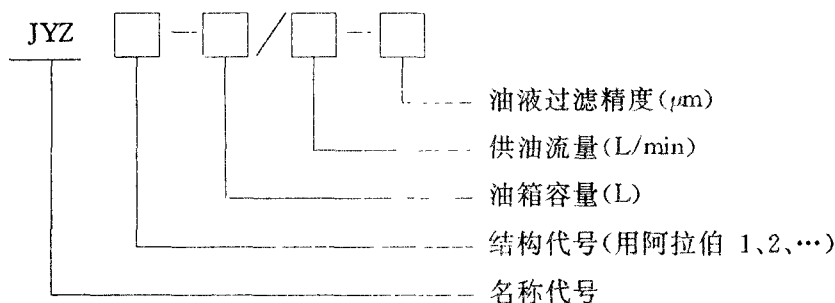 JYZ □-□/□-□
油液过滤精度(μm)
供油流量(L/min)
油箱容量(L)
结构代号(用阿拉伯 1、2、…)
名称代号